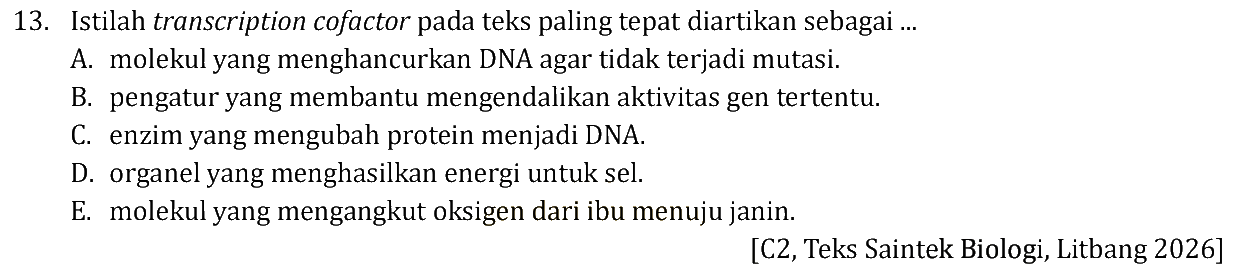 13. Istilah transcription cofactor pada teks paling tepat diartikan sebagai ...
A. molekul yang menghancurkan DNA agar tidak terjadi mutasi.
B. pengatur yang membantu mengendalikan aktivitas gen tertentu.
C. enzim yang mengubah protein menjadi DNA.
D. organel yang menghasilkan energi untuk sel.
E. molekul yang mengangkut oksigen dari ibu menuju janin.
[C2, Teks Saintek Biologi, Litbang 2026]